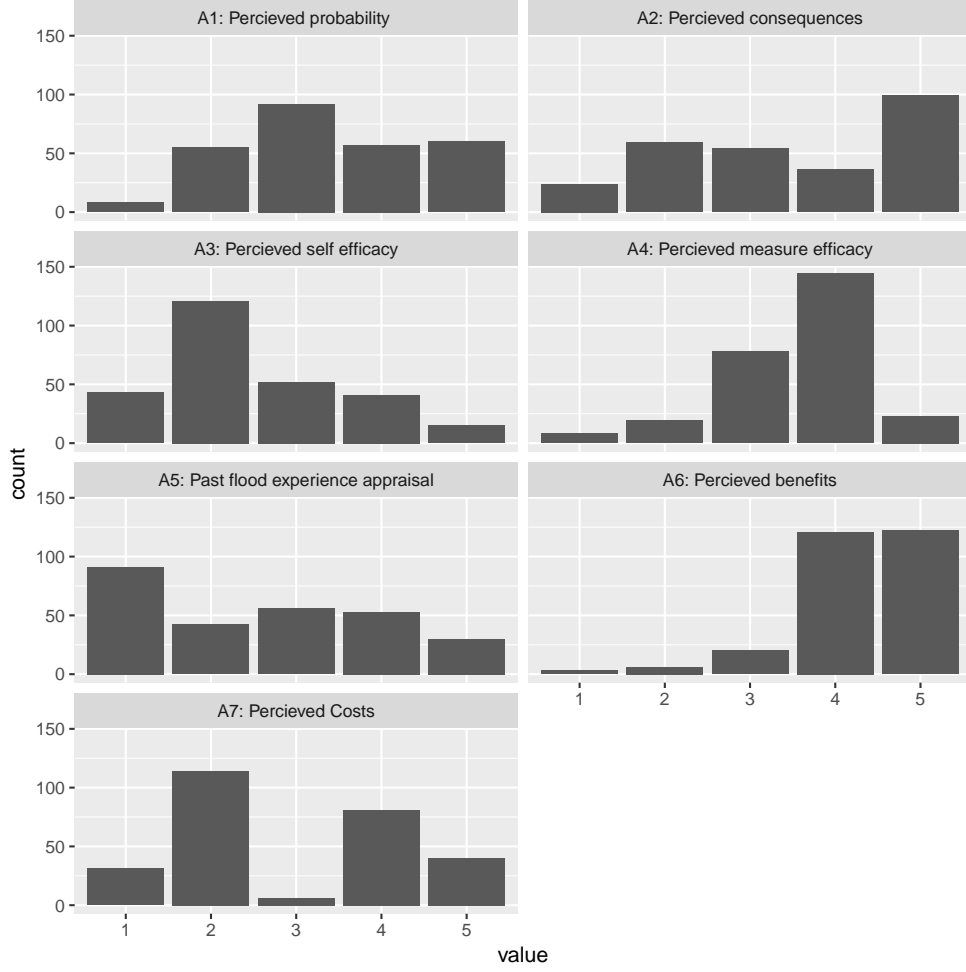 A1: Percieved probability
A2: Percieved consequences
150
100
50
0
A3: Percieved self efficacy
A4: Percieved measure efficacy
150
100
50
0
count
A5: Past flood experience appraisal
A6: Percieved benefits
150
100
50
0
1 2 3 4 5
A7: Percieved Costs
150
100
50
0
1 2 3 4 5
value